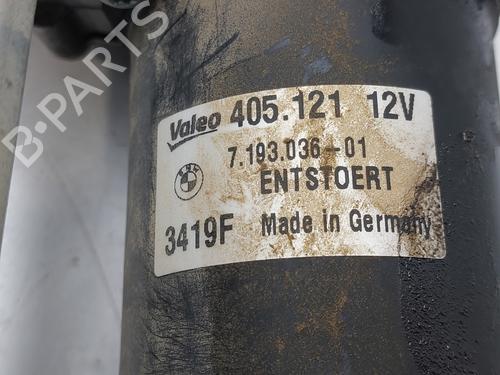 B-Parts
Valeo 405.121 12V
7.193.036-01
BMW
ENTSTOERT
3419F Made in Germany